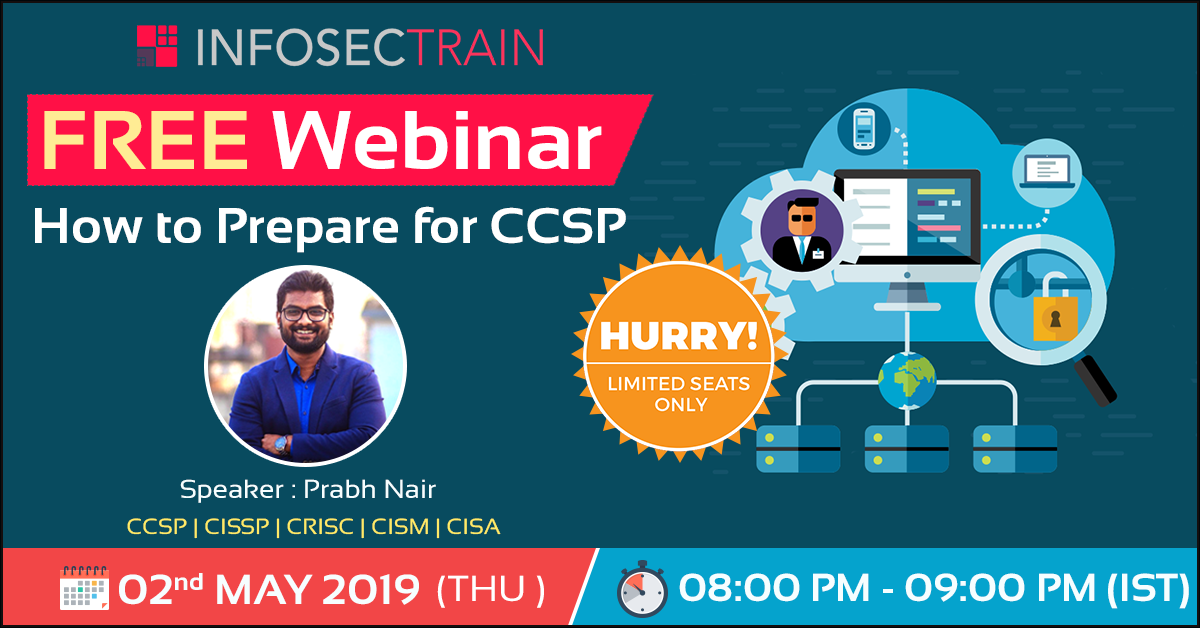 INFOSECTRAIN
FREE Webinar
How to Prepare for CCSP
HURRY!
LIMITED SEATS
ONLY
Speaker : Prabh Nair
CCSP | CISSP | CRISC | CISM | CISA
02nd MAY 2019 (THU )
08:00 PM - 09:00 PM (IST)